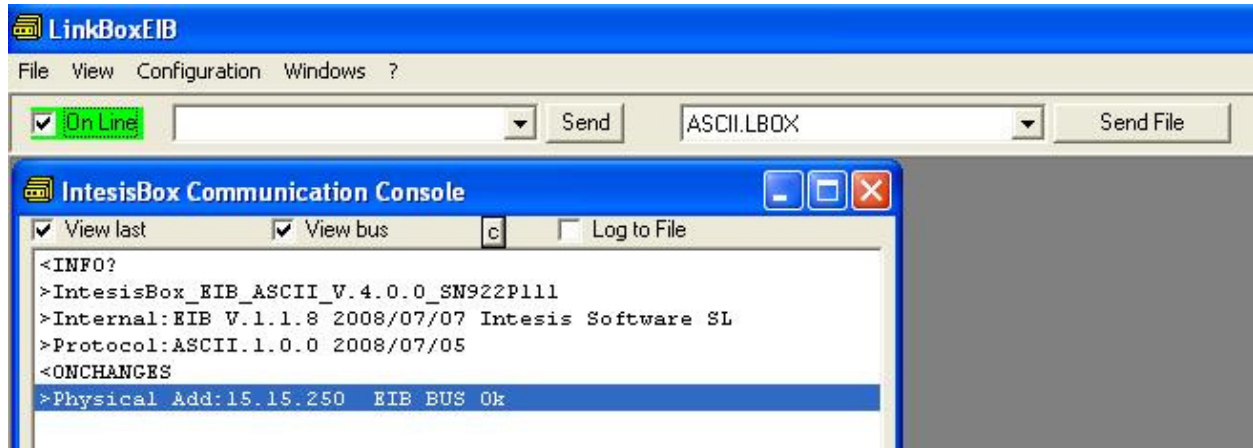 LinkBoxEIB
File View Configuration Windows ?
On Line Send ASCII.LBOX Send File
IntesisBox Communication Console
View last View bus c Log to File
<INFO?
>IntesisBox_EIB_ASCII_V.4.0.0_SN922P111
>Internal:EIB V.1.1.8 2008/07/07 Intesis Software SL
>Protocol:ASCII.1.0.0 2008/07/05
<ONCHANGES
>Physical Add:15.15.250 EIB BUS Ok